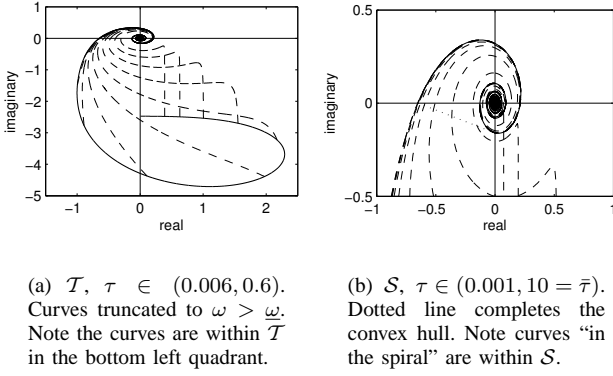 1
0
−1
−2
−3
−4
−5
imaginary
−1 0 1 2
real
0.5
0
−0.5
imaginary
−1 −0.5 0 0.5 1
real
(a) 𝒯, τ ∈ (0.006, 0.6).
Curves truncated to ω > ω̲.
Note the curves are within 𝒯
in the bottom left quadrant.
(b) 𝒮, τ ∈ (0.001, 10 = τ̄).
Dotted line completes the
convex hull. Note curves “in
the spiral” are within 𝒮.